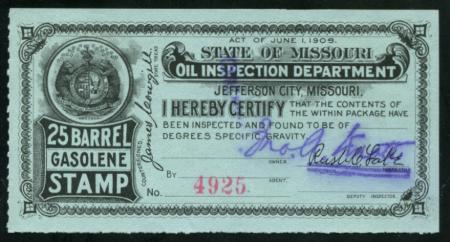 ACT OF JUNE 1, 1909.
STATE OF MISSOURI
OIL INSPECTION DEPARTMENT
JEFFERSON CITY, MISSOURI.
I HEREBY CERTIFY THAT THE CONTENTS OF
THE WITHIN PACKAGE HAVE
BEEN INSPECTED AND FOUND TO BE OF
DEGREES SPECIFIC GRAVITY.
OWNER.
BY
AGENT.
No. 4925.
DEPUTY INSPECTOR.
25 BARREL
GASOLENE
STAMP
COUNTERSIGNED,
James
STATE TREAS.